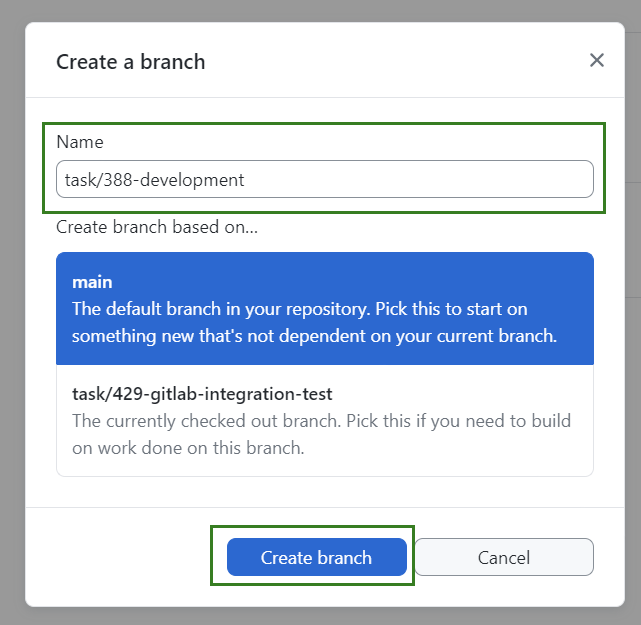 Create a branch
Name
task/388-development
Create branch based on...
main
The default branch in your repository. Pick this to start on
something new that's not dependent on your current branch.
task/429-gitlab-integration-test
The currently checked out branch. Pick this if you need to build
on work done on this branch.
Create branch
Cancel